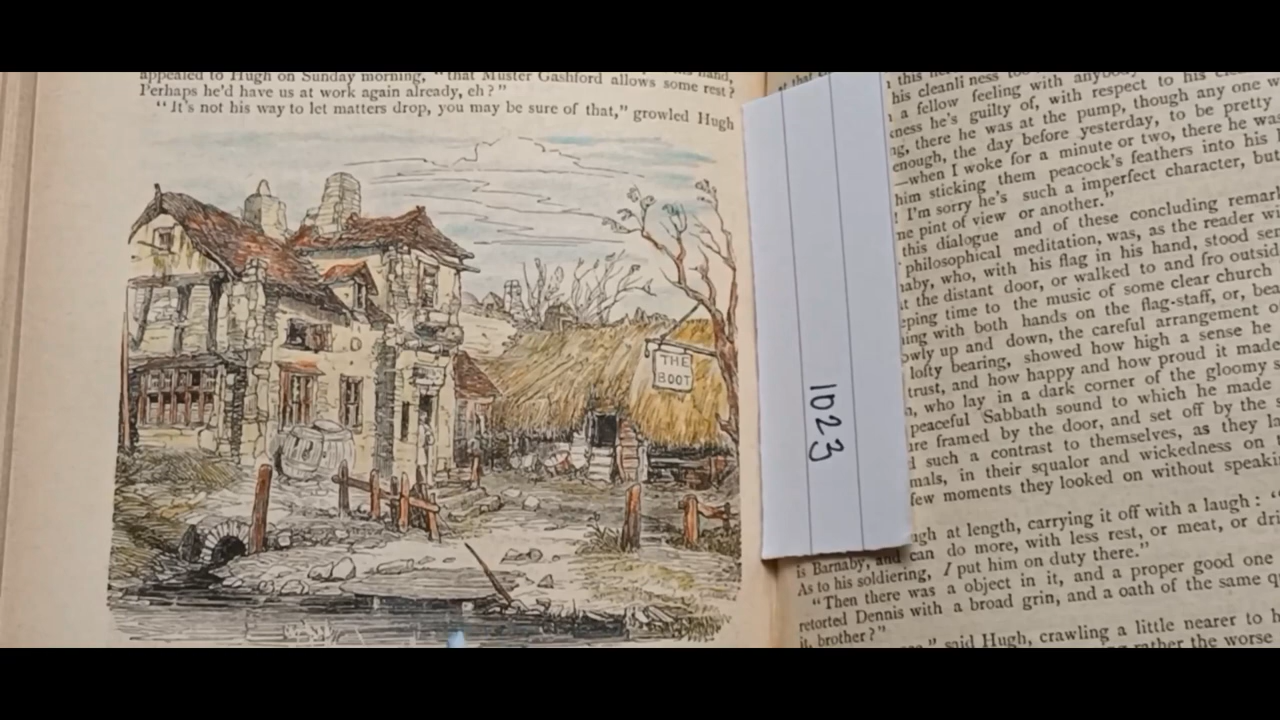 appealed to Hugh on Sunday morning, "that Muster Gashford allows some rest?
Perhaps he'd have us at work again already, eh?"
"It's not his way to let matters drop, you may be sure of that," growled Hugh
THE
BOOT
1023
his cleanliness
a fellow feeling with
he's guilty of, with respect to his
there he was at the pump, though any one
enough, the day before yesterday, to be pretty
—when I woke for a minute or two, there he was
him sticking them peacock's feathers into his
! I'm sorry he's such a imperfect character, but
pint of view or another."
this dialogue and of these concluding
philosophical meditation, was, as the reader
who, with his flag in his hand, stood
the distant door, or walked to and fro
time to the music of some clear church
with both hands on the flag-staff, or,
up and down, the careful arrangement
lofty bearing, showed how high a sense he
trust, and how happy and how proud it made
who lay in a dark corner of the gloomy
peaceful Sabbath sound to which he made
framed by the door, and set off by the
such a contrast to themselves, as they
in their squalor and wickedness on
few moments they looked on without
at length, carrying it off with a laugh: "
is Barnaby, and can do more, with less rest, or meat, or
As to his soldiering, I put him on duty there."
"Then there was a object in it, and a proper good one
retorted Dennis with a broad grin, and a oath of the same
it, brother?"
said Hugh, crawling a little nearer to
rather the worse